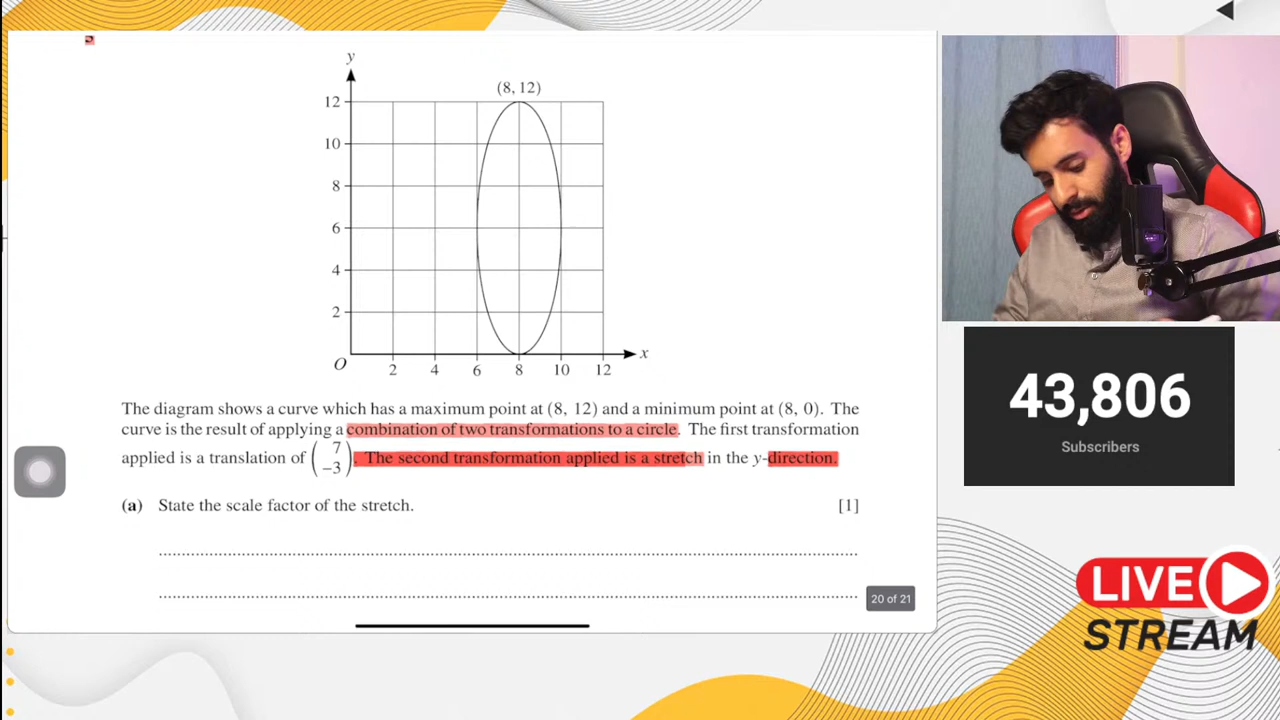 y
(8, 12)
12
10
8
6
4
2
O
2 4 6 8 10 12
x
The diagram shows a curve which has a maximum point at (8, 12) and a minimum point at (8, 0). The
curve is the result of applying a combination of two transformations to a circle. The first transformation
applied is a translation of (7 −3). The second transformation applied is a stretch in the y-direction.
(a) State the scale factor of the stretch. [1]
20 of 21
43,806
Subscribers
LIVE
STREAM